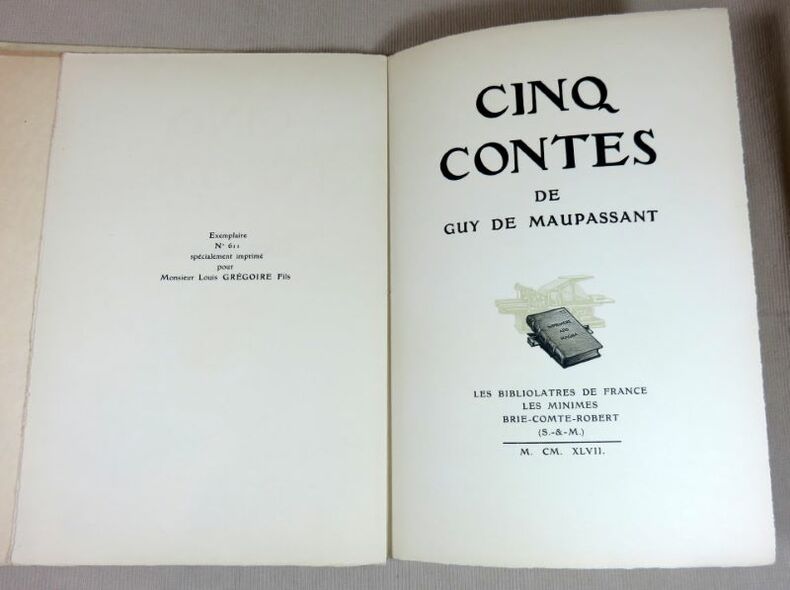 Exemplaire
N° 611
spécialement imprimé
pour
Monsieur Louis GRÉGOIRE Fils
CINQ
CONTES
DE
GUY DE MAUPASSANT
LES BIBLIOLATRES DE FRANCE
LES MINIMES
BRIE-COMTE-ROBERT
(S.-&-M.)
M. CM. XLVII.